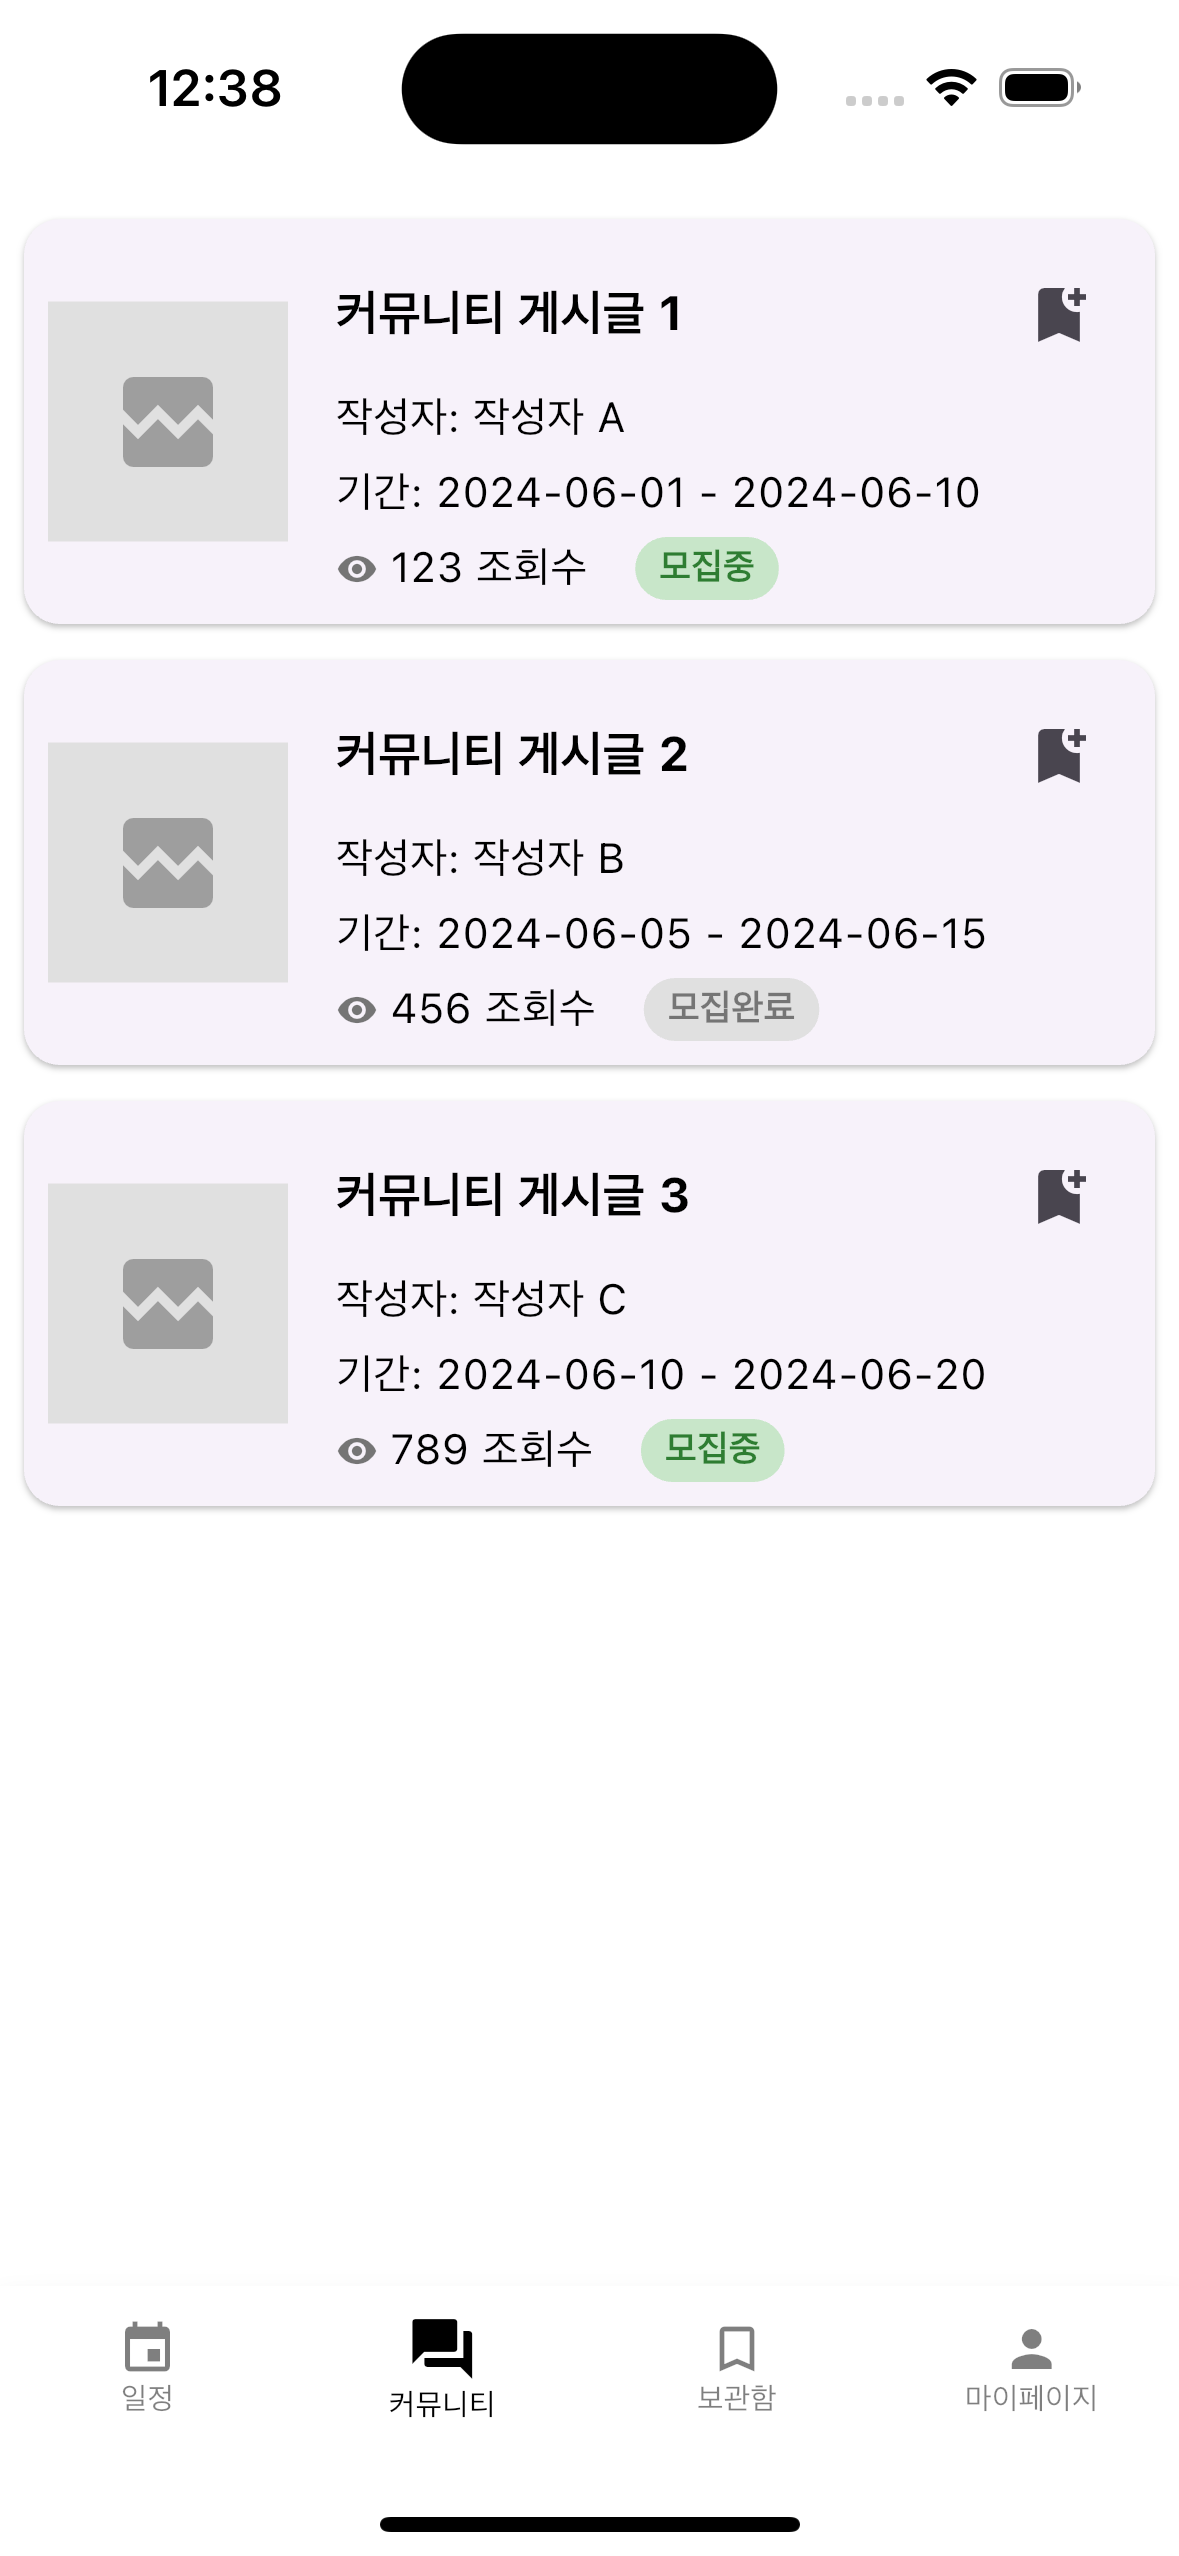 12:38
커뮤니티 게시글 1
작성자: 작성자 A
기간: 2024-06-01 - 2024-06-10
123 조회수 모집중
커뮤니티 게시글 2
작성자: 작성자 B
기간: 2024-06-05 - 2024-06-15
456 조회수 모집완료
커뮤니티 게시글 3
작성자: 작성자 C
기간: 2024-06-10 - 2024-06-20
789 조회수 모집중
일정 커뮤니티 보관함 마이페이지